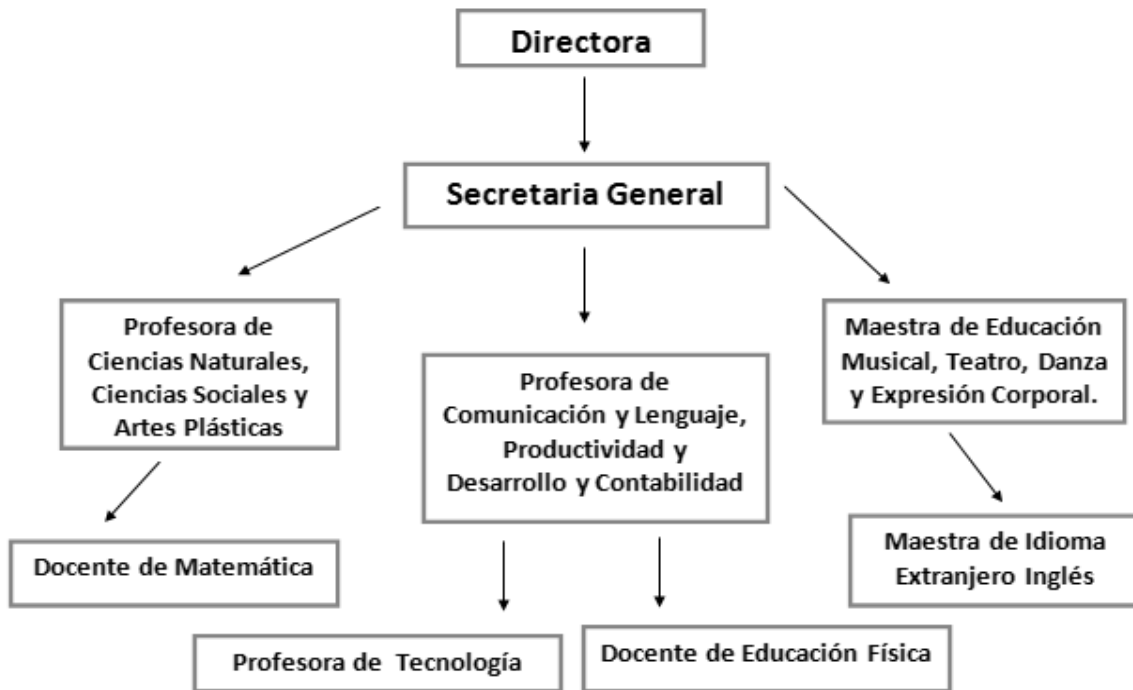 Directora
Secretaria General
Profesora de
Ciencias Naturales,
Ciencias Sociales y
Artes Plásticas
Profesora de
Comunicación y Lenguaje,
Productividad y
Desarrollo y Contabilidad
Maestra de Educación
Musical, Teatro, Danza
y Expresión Corporal.
Docente de Matemática
Profesora de Tecnología
Docente de Educación Física
Maestra de Idioma
Extranjero Inglés